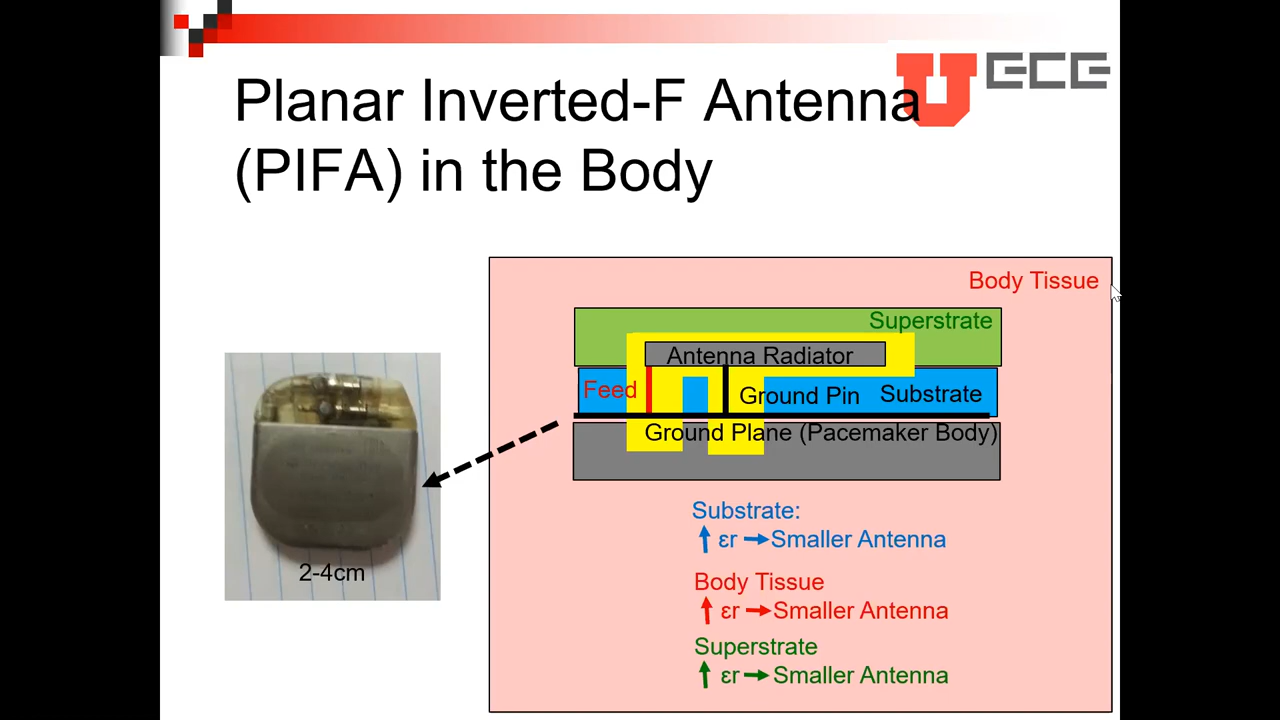 Planar Inverted-F Antenna
(PIFA) in the Body
U ECE
Body Tissue
Superstrate
Antenna Radiator
Feed
Ground Pin
Substrate
Ground Plane (Pacemaker Body)
2-4cm
Substrate:
↑ εr → Smaller Antenna
Body Tissue
↑ εr → Smaller Antenna
Superstrate
↑ εr → Smaller Antenna